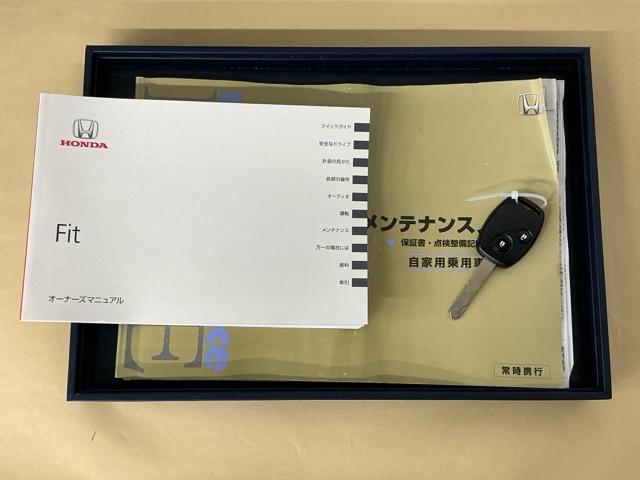 HONDA
Fit
オーナーズマニュアル
クイックガイド
安全なドライブ
計器の見かた
各部の操作
オーディオ
運転
メンテナンス
万一の場合には
資料
索引
メンテナンス
保証書・点検整備記
自家用乗用車
常時携行